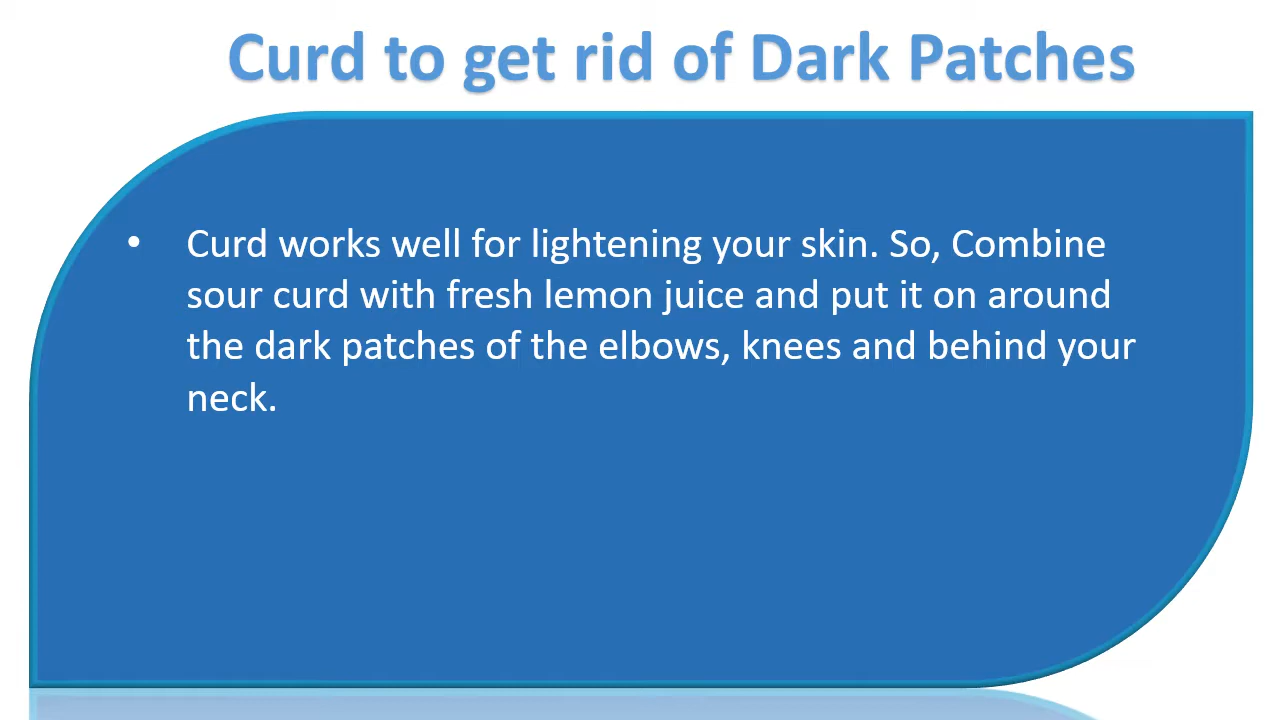 Curd to get rid of Dark Patches
• Curd works well for lightening your skin. So, Combine
sour curd with fresh lemon juice and put it on around
the dark patches of the elbows, knees and behind your
neck.